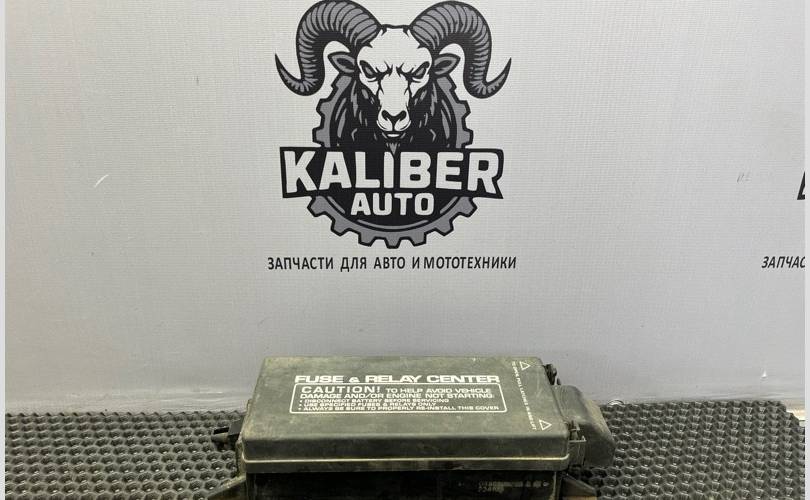 KALIBER
AUTO
ЗАПЧАСТИ ДЛЯ АВТО И МОТОТЕХНИКИ
ЗАПЧАС
FUSE & RELAY CENTER
CAUTION! TO HELP AVOID VEHICLE
DAMAGE AND/OR ENGINE NOT STARTING:
• DISCONNECT BATTERY BEFORE SERVICING
• USE SPECIFIED FUSES & RELAYS ONLY
• ALWAYS BE SURE TO PROPERLY RE-INSTALL THIS COVER